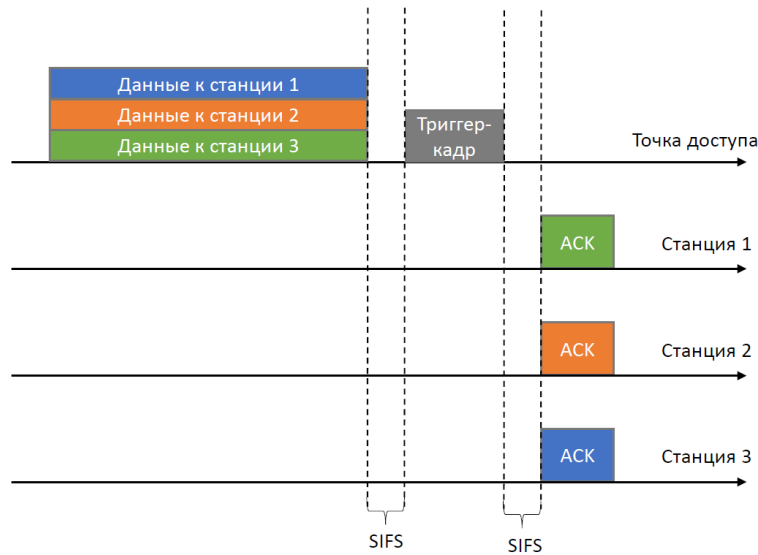 Данные к станции 1
Данные к станции 2
Данные к станции 3
Триггер-
кадр
Точка доступа
ACK
Станция 1
ACK
Станция 2
ACK
Станция 3
SIFS
SIFS